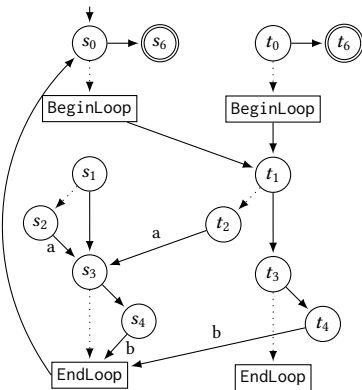 s0 s6 t0 t6
BeginLoop BeginLoop
s1 t1
s2 t2
a a
s3 t3
s4 t4
b b
EndLoop EndLoop